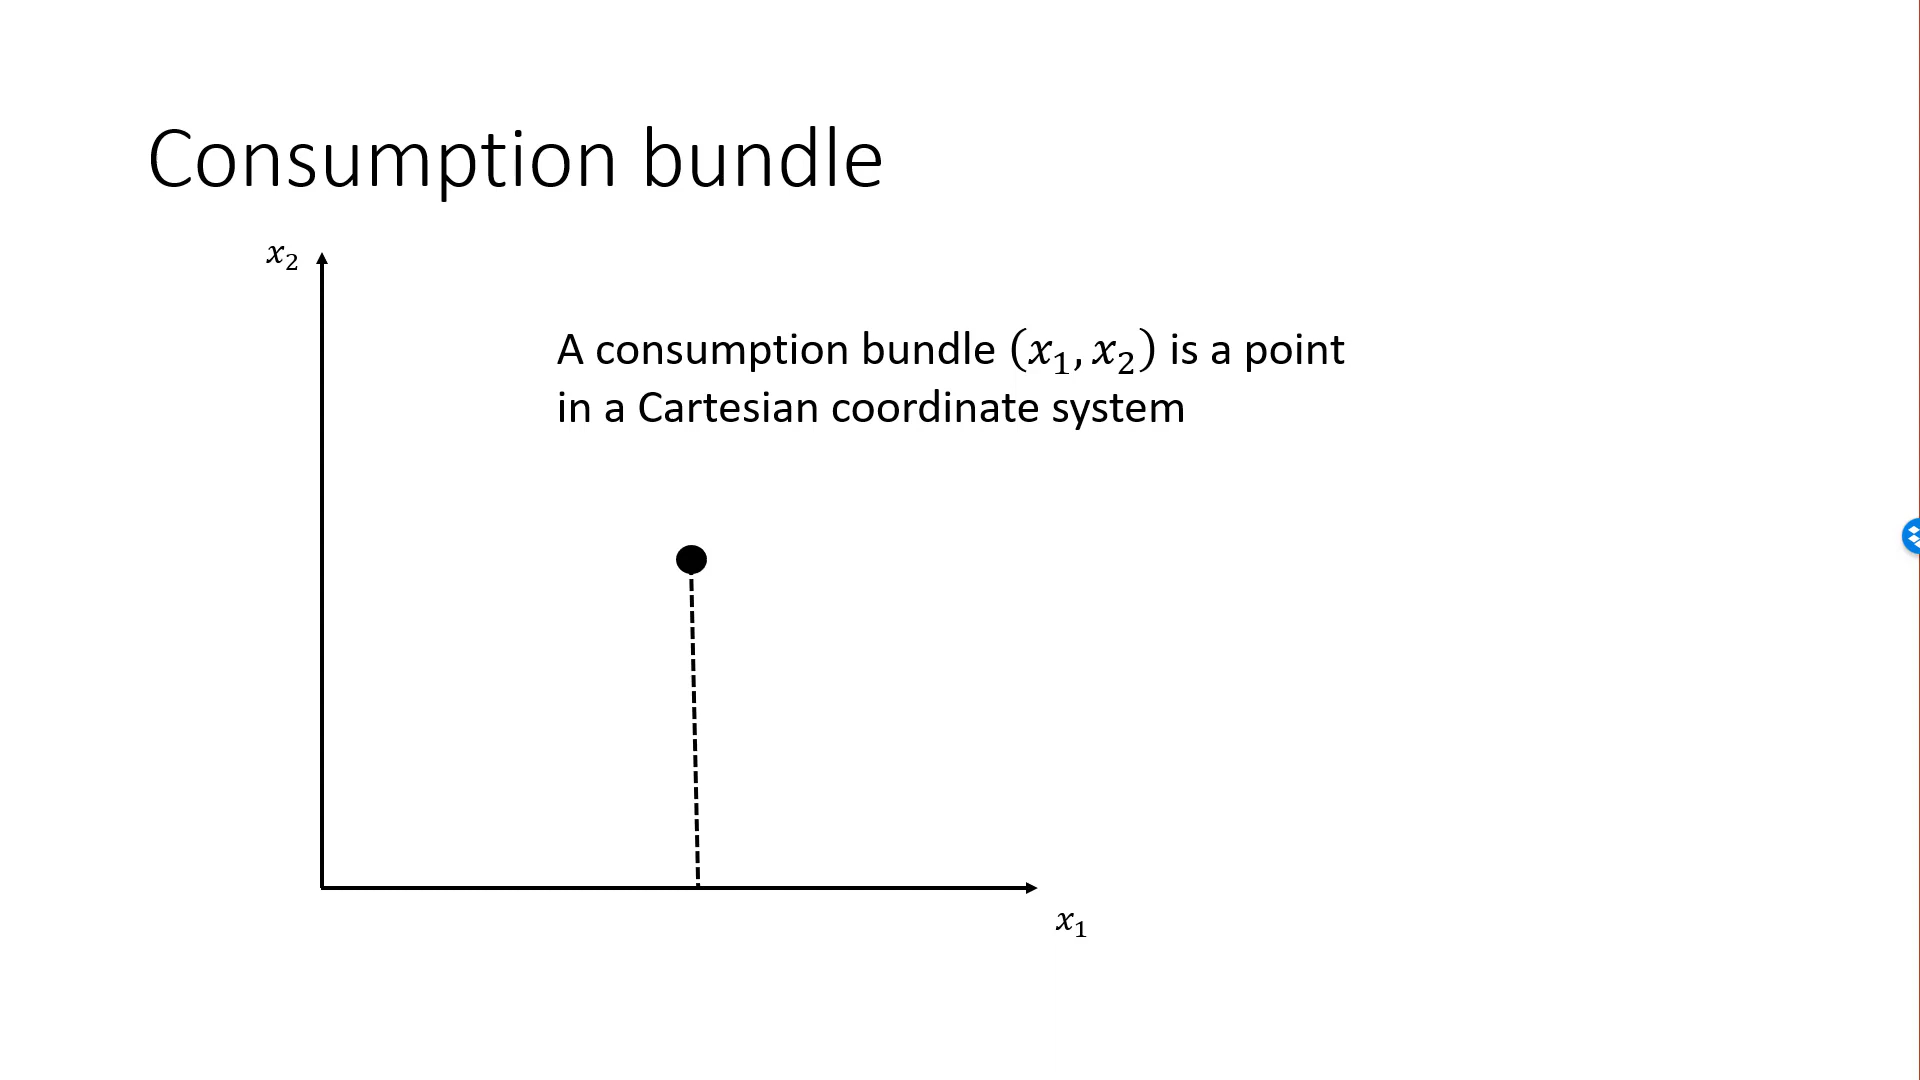 Consumption bundle
x₂
A consumption bundle (x₁, x₂) is a point
in a Cartesian coordinate system
x₁